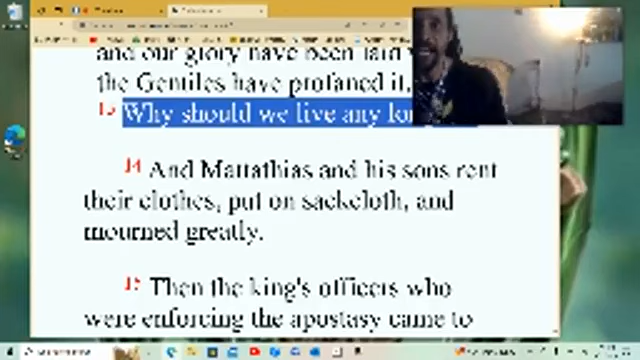 and our glory have been laid
the Gentiles have profaned it.
13 Why should we live any
14 And Mattathias and his sons rent
their clothes, put on sackcloth, and
mourned greatly.
15 Then the king's officers who
were enforcing the apostasy came to